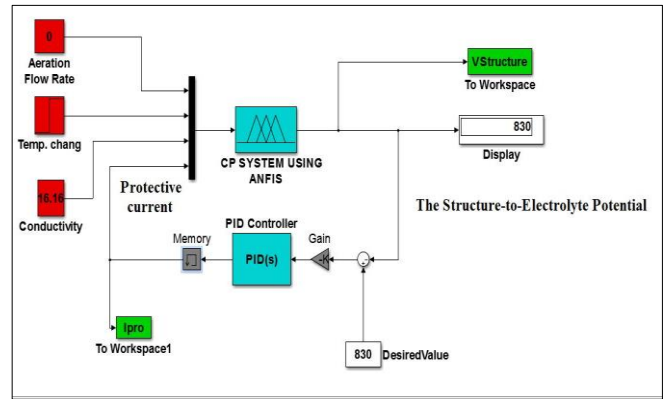 0
Aeration
Flow Rate
Temp. chang
16.16
Conductivity
Protective
current
CP SYSTEM USING
ANFIS
VStructure
To Workspace
830
Display
The Structure-to-Electrolyte Potential
PID Controller
PID(s)
Memory
Gain
-K-
Ipro
To Workspace1
830
DesiredValue